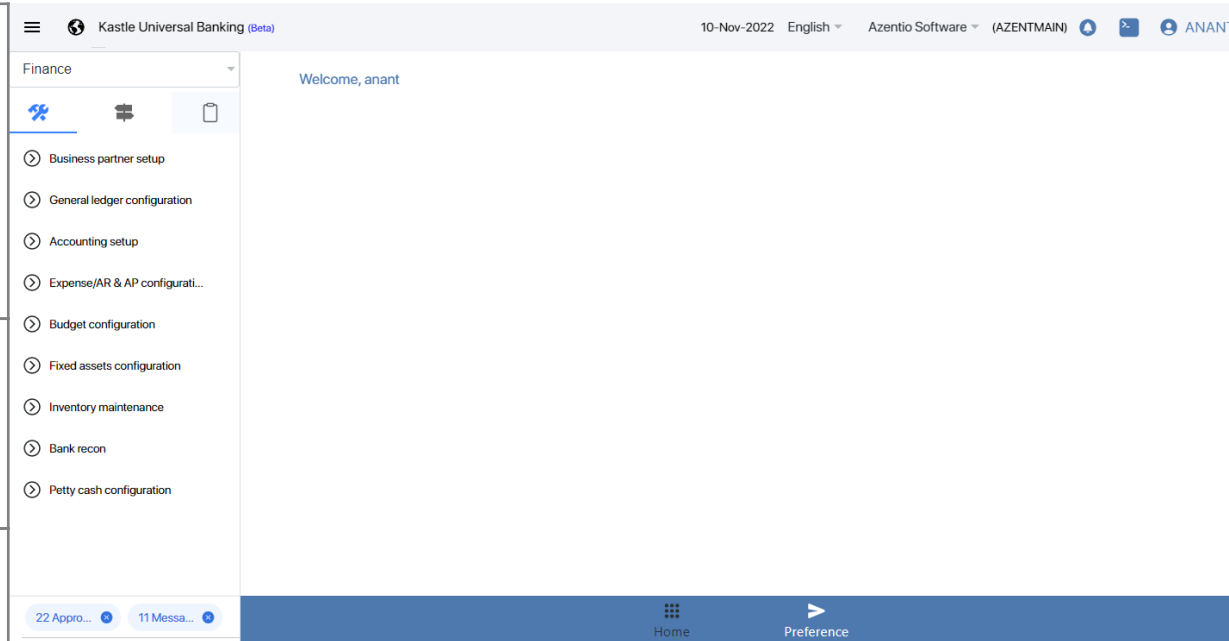 Kastle Universal Banking (Beta) 10-Nov-2022 English Azentio Software (AZENTMAIN) ANANT
Finance
Welcome, anant
Business partner setup
General ledger configuration
Accounting setup
Expense/AR & AP configurati...
Budget configuration
Fixed assets configuration
Inventory maintenance
Bank recon
Petty cash configuration
22 Appro... 11 Messa...
Home Preference